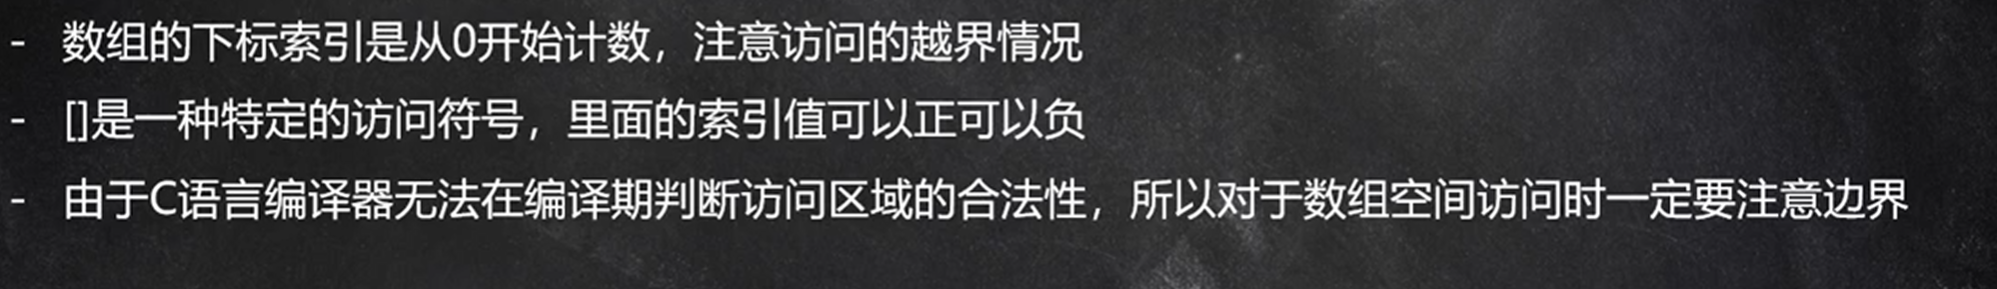 - 数组的下标索引是从0开始计数，注意访问的越界情况
- []是一种特定的访问符号，里面的索引值可以正可以负
- 由于C语言编译器无法在编译期判断访问区域的合法性，所以对于数组空间访问时一定要注意边界